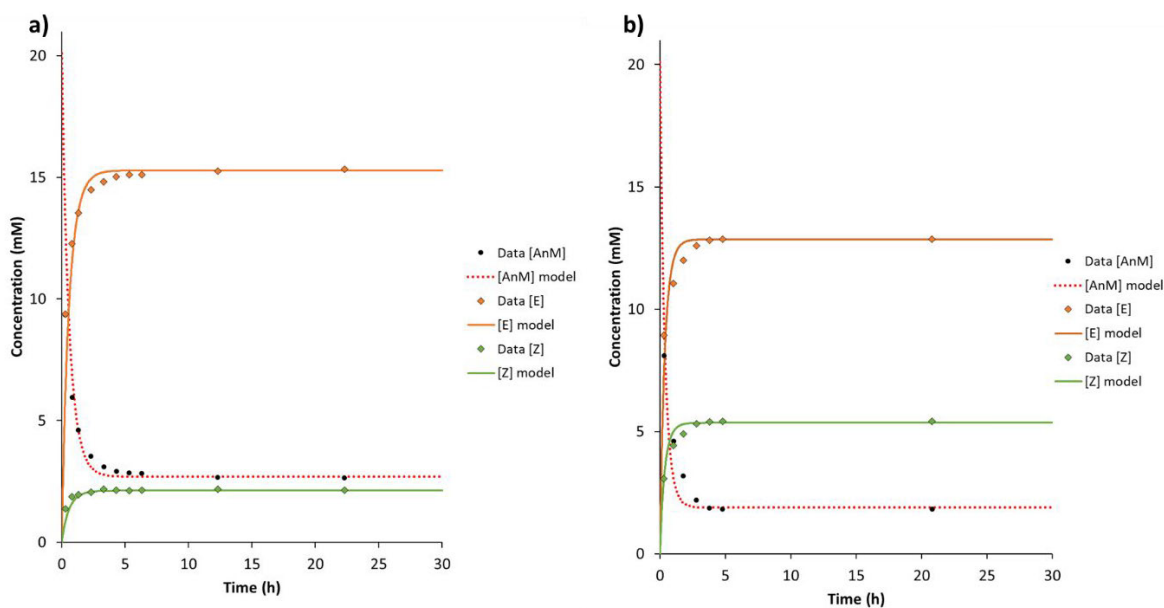 a)
20
15
10
5
0
Concentration (mM)
0 5 10 15 20 25 30
Time (h)
Data [AnM]
[AnM] model
Data [E]
[E] model
Data [Z]
[Z] model
b)
20
15
10
5
0
Concentration (mM)
0 5 10 15 20 25 30
Time (h)
Data [AnM]
[AnM] model
Data [E]
[E] model
Data [Z]
[Z] model